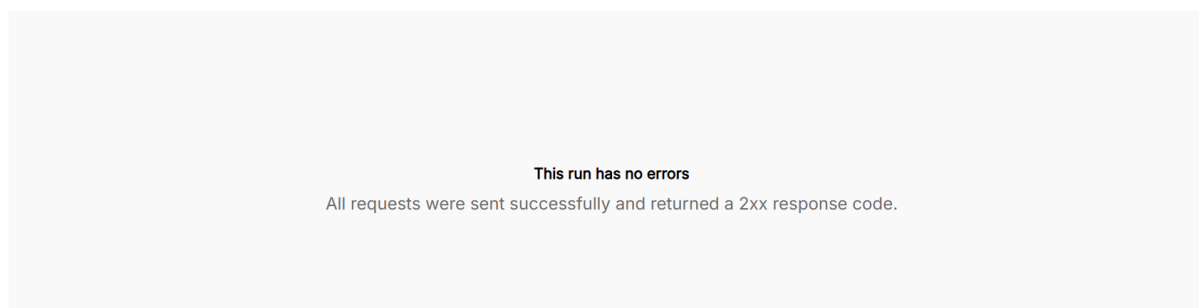 This run has no errors
All requests were sent successfully and returned a 2xx response code.